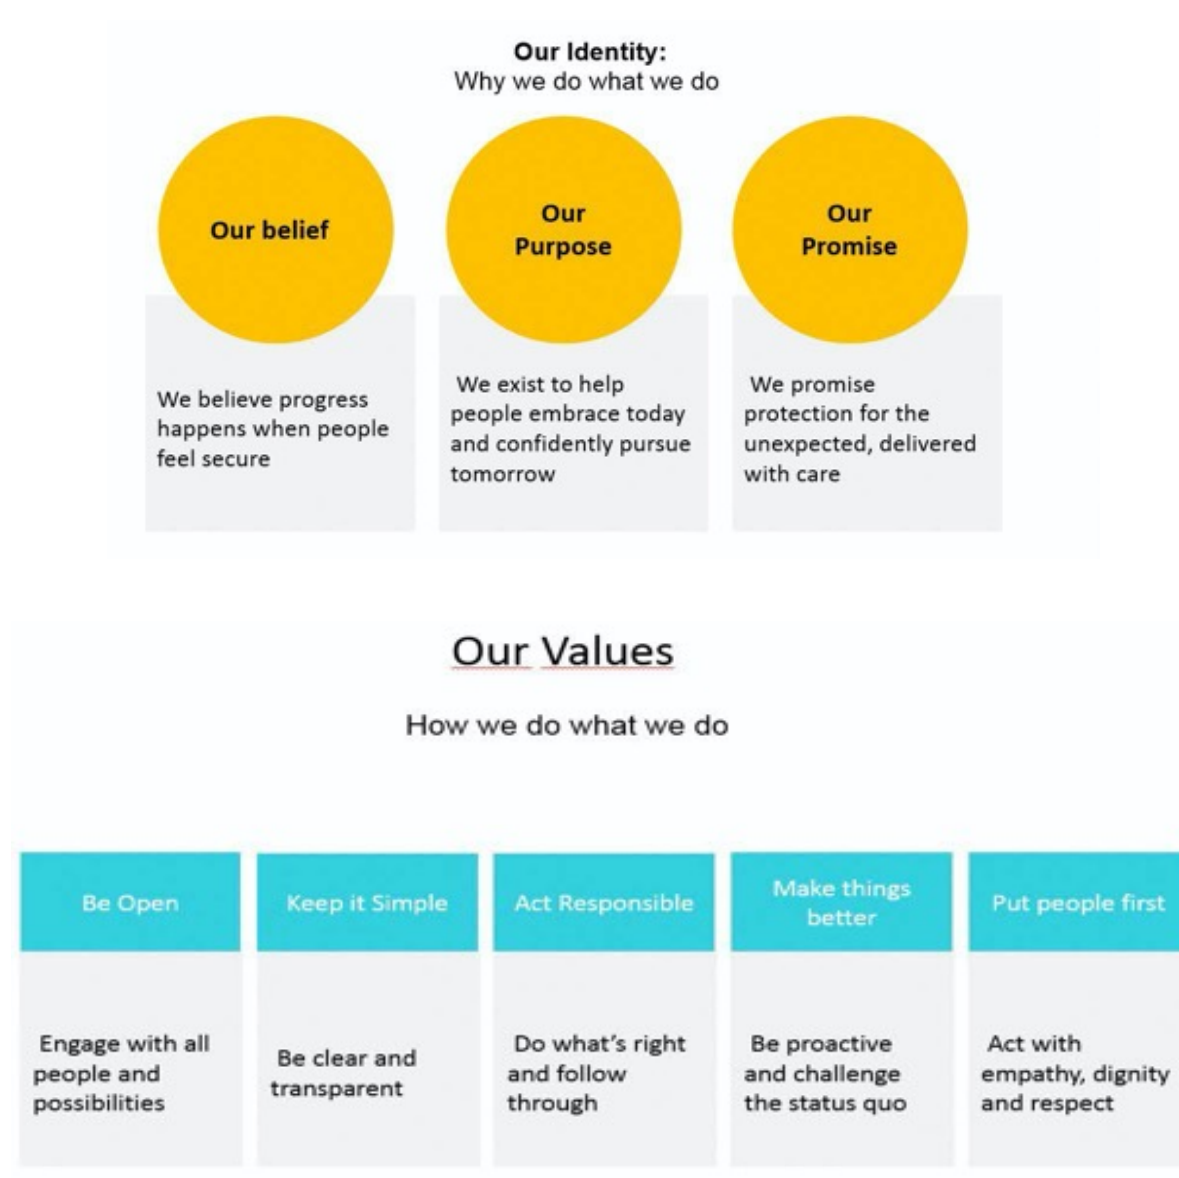 Our Identity:
Why we do what we do
Our belief
Our
Purpose
Our
Promise
We believe progress
happens when people
feel secure
We exist to help
people embrace today
and confidently pursue
tomorrow
We promise
protection for the
unexpected, delivered
with care
Our Values
How we do what we do
Be Open
Keep it Simple
Act Responsible
Make things
better
Put people first
Engage with all
people and
possibilities
Be clear and
transparent
Do what's right
and follow
through
Be proactive
and challenge
the status quo
Act with
empathy, dignity
and respect